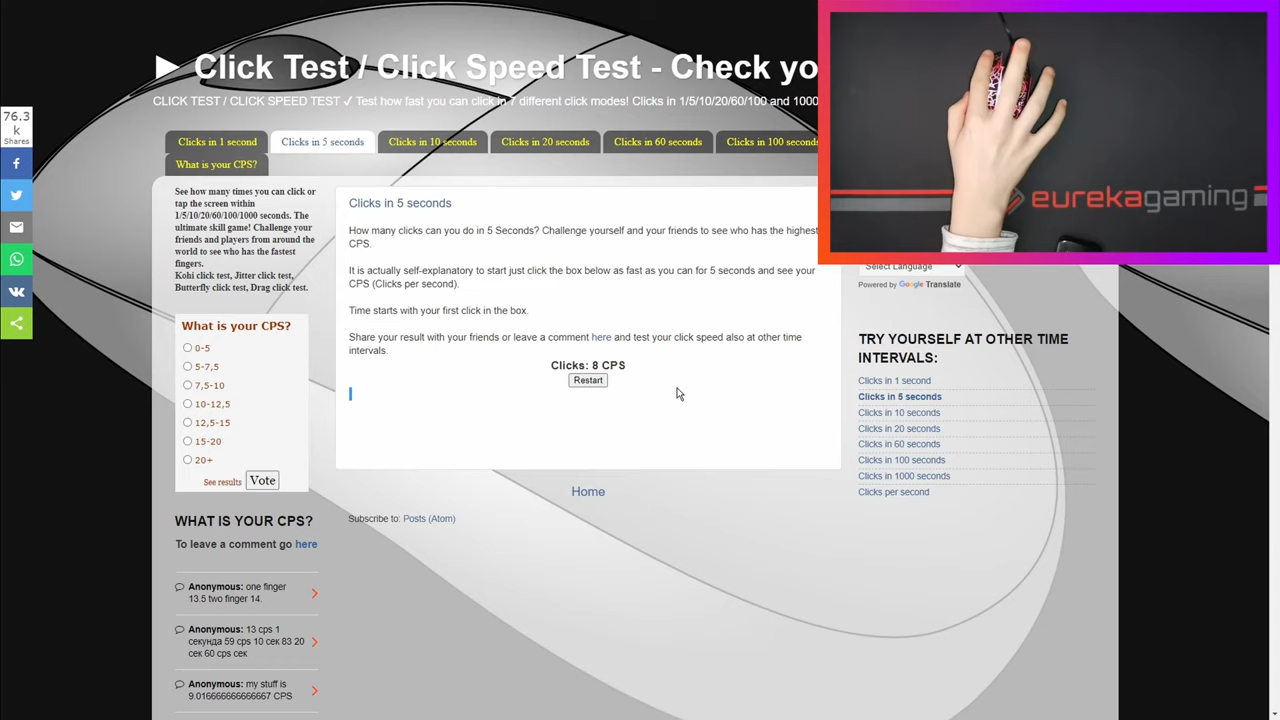 ► Click Test / Click Speed Test - Check yo
CLICK TEST / CLICK SPEED TEST ✓ Test how fast you can click in 7 different click modes! Clicks in 1/5/10/20/60/100 and 1000
76.3
k
Shares
Clicks in 1 second
Clicks in 5 seconds
Clicks in 10 seconds
Clicks in 20 seconds
Clicks in 60 seconds
Clicks in 100 seconds
What is your CPS?
See how many times you can click or
tap the screen within
1/5/10/20/60/100/1000 seconds. The
ultimate skill game! Challenge your
friends and players from around the
world to see who has the fastest
fingers.
Kohi click test, Jitter click test,
Butterfly click test, Drag click test.
What is your CPS?
0-5
5-7,5
7,5-10
10-12,5
12,5-15
15-20
20+
See results
Vote
WHAT IS YOUR CPS?
To leave a comment go here
Anonymous: one finger
13.5 two finger 14.
Anonymous: 13 cps 1
секунда 59 cps 10 сек 83 20
сек 60 cps сек
Anonymous: my stuff is
9.016666666666667 CPS
Clicks in 5 seconds
How many clicks can you do in 5 Seconds? Challenge yourself and your friends to see who has the highest
CPS.
It is actually self-explanatory to start just click the box below as fast as you can for 5 seconds and see your
CPS (Clicks per second).
Time starts with your first click in the box.
Share your result with your friends or leave a comment here and test your click speed also at other time
intervals.
Clicks: 8 CPS
Restart
Home
Subscribe to: Posts (Atom)
eurekagaming
Select Language
Powered by Google Translate
TRY YOURSELF AT OTHER TIME
INTERVALS:
Clicks in 1 second
Clicks in 5 seconds
Clicks in 10 seconds
Clicks in 20 seconds
Clicks in 60 seconds
Clicks in 100 seconds
Clicks in 1000 seconds
Clicks per second